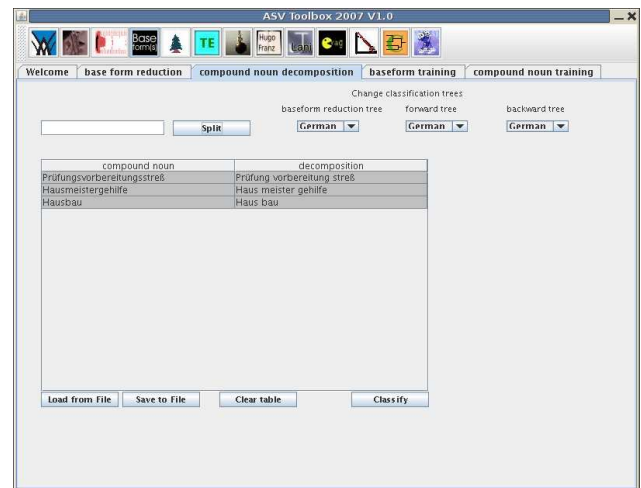 ASV Toolbox 2007 V1.0
Base form(s)
TE
Hugo Franz
Lani
Welcome base form reduction compound noun decomposition baseform training compound noun training
Change classification trees
baseform reduction tree forward tree backward tree
Split German German German
compound noun decomposition
Prüfungsvorbereitungsstreß Prüfung vorbereitung streß
Hausmeistergehilfe Haus meister gehilfe
Hausbau Haus bau
Load from File Save to File Clear table Classify